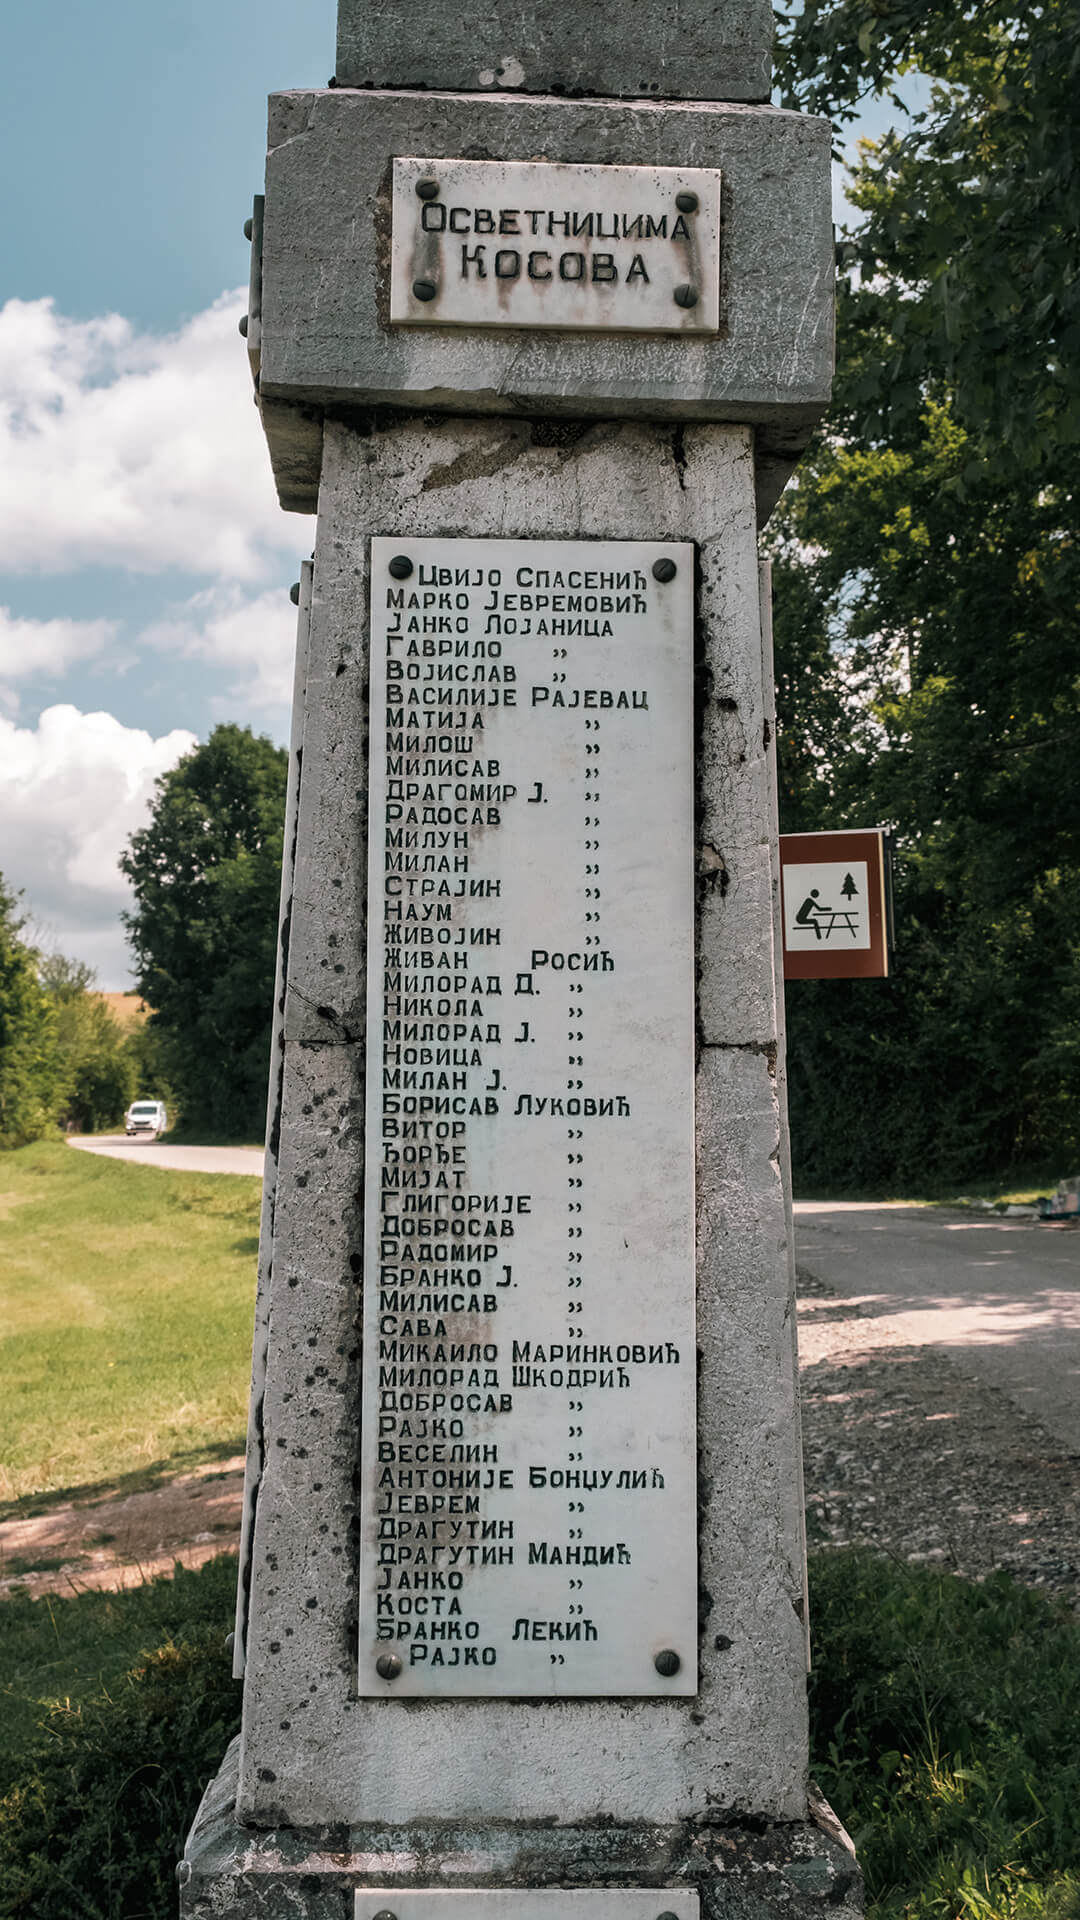 Осветницима
Косова
Цвијо Спасенић
Марко Јевремовић
Јанко Лојаница
Гаврило „
Војислав „
Василије Рајевац
Матија „
Милош „
Милисав „
Драгомир Ј. „
Радосав „
Милун „
Милан „
Страјин „
Наум „
Живојин „
Живан Росић
Милорад Д. „
Никола „
Милорад Ј. „
Новица „
Милан Ј. „
Борисав Луковић
Витор „
Ђорђе „
Мијат „
Глигорије „
Добросав „
Радомир „
Бранко Ј. „
Милисав „
Сава „
Микаило Маринковић
Милорад Шкодрић
Добросав „
Рајко „
Веселин „
Антоније Бонџулић
Јеврем „
Драгутин „
Драгутин Мандић
Јанко „
Коста „
Бранко Лекић
Рајко „